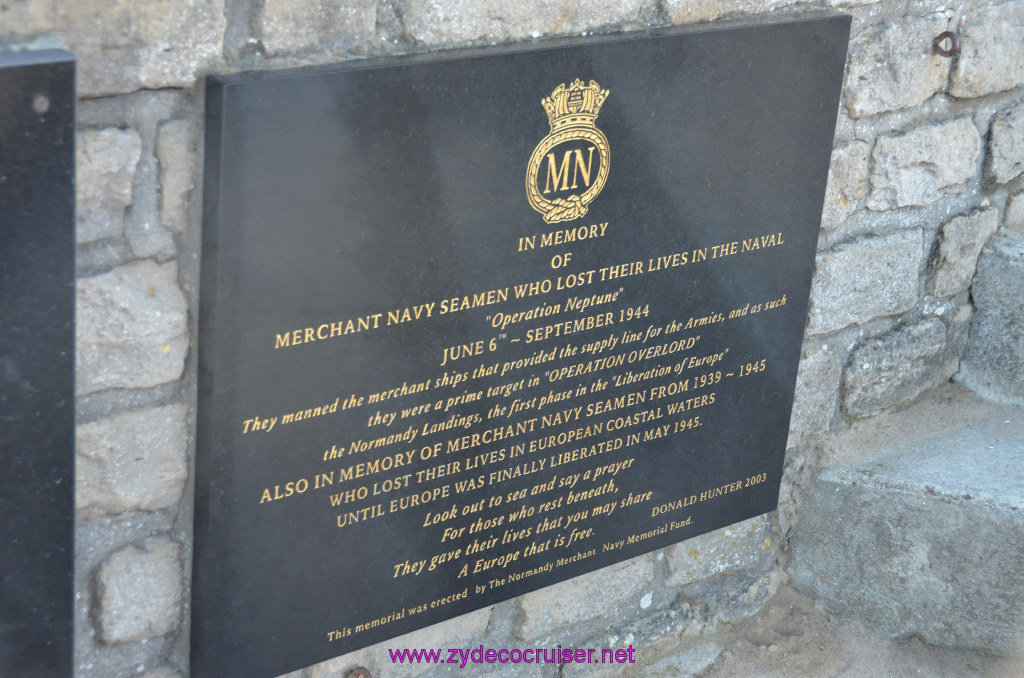 MN
IN MEMORY
OF
MERCHANT NAVY SEAMEN WHO LOST THEIR LIVES IN THE NAVAL
"Operation Neptune"
JUNE 6TH ~ SEPTEMBER 1944
They manned the merchant ships that provided the supply line for the Armies, and as such
they were a prime target in "OPERATION OVERLORD"
the Normandy Landings, the first phase in the "Liberation of Europe"
ALSO IN MEMORY OF MERCHANT NAVY SEAMEN FROM 1939 ~ 1945
WHO LOST THEIR LIVES IN EUROPEAN COASTAL WATERS
UNTIL EUROPE WAS FINALLY LIBERATED IN MAY 1945.
Look out to sea and say a prayer
For those who rest beneath,
They gave their lives that you may share
A Europe that is free.
DONALD HUNTER 2003
This memorial was erected by The Normandy Merchant Navy Memorial Fund.
www.zydecocruiser.net